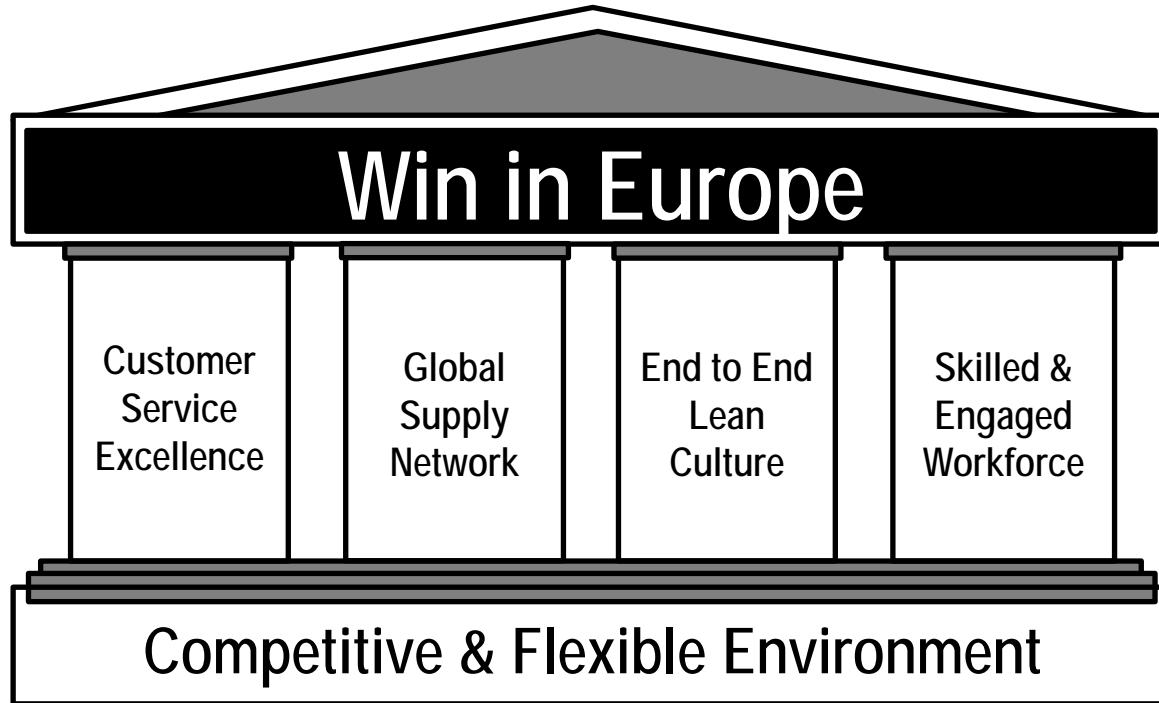 Win in Europe
Customer
Service
Excellence
Global
Supply
Network
End to End
Lean
Culture
Skilled &
Engaged
Workforce
Competitive & Flexible Environment